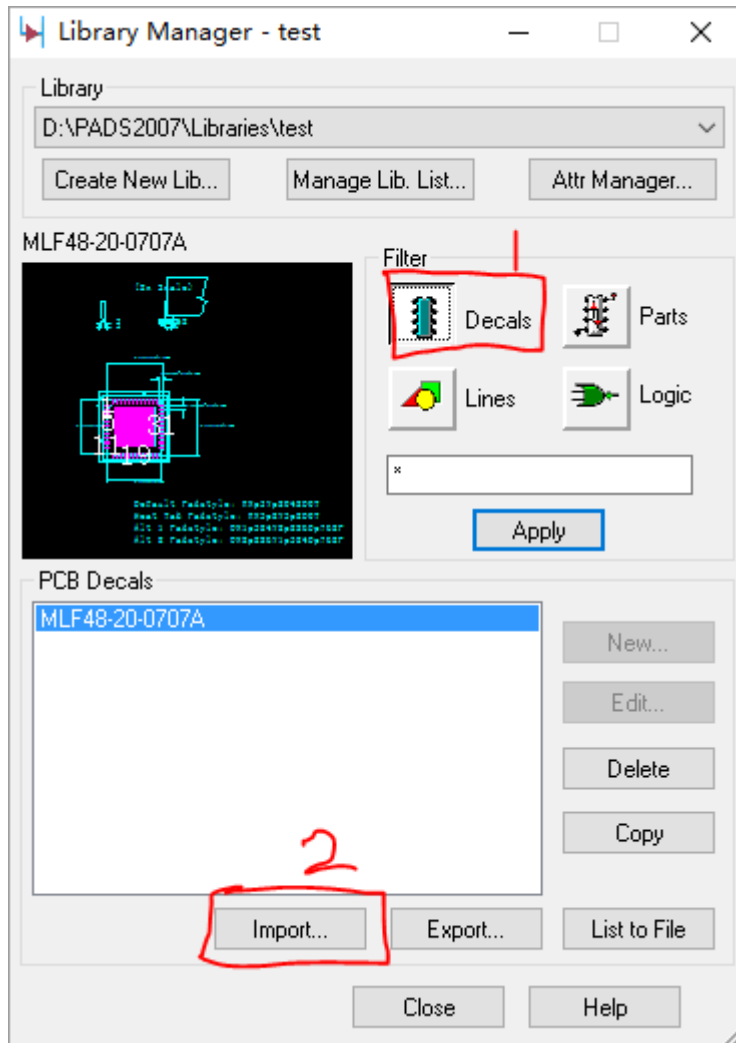 Library Manager - test
Library
D:\PADS2007\Libraries\test
Create New Lib...
Manage Lib. List...
Attr Manager...
MLF48-20-0707A
Filter
1
Decals
Parts
Lines
Logic
*
Apply
PCB Decals
MLF48-20-0707A
New...
Edit...
Delete
Copy
2
Import...
Export...
List to File
Close
Help